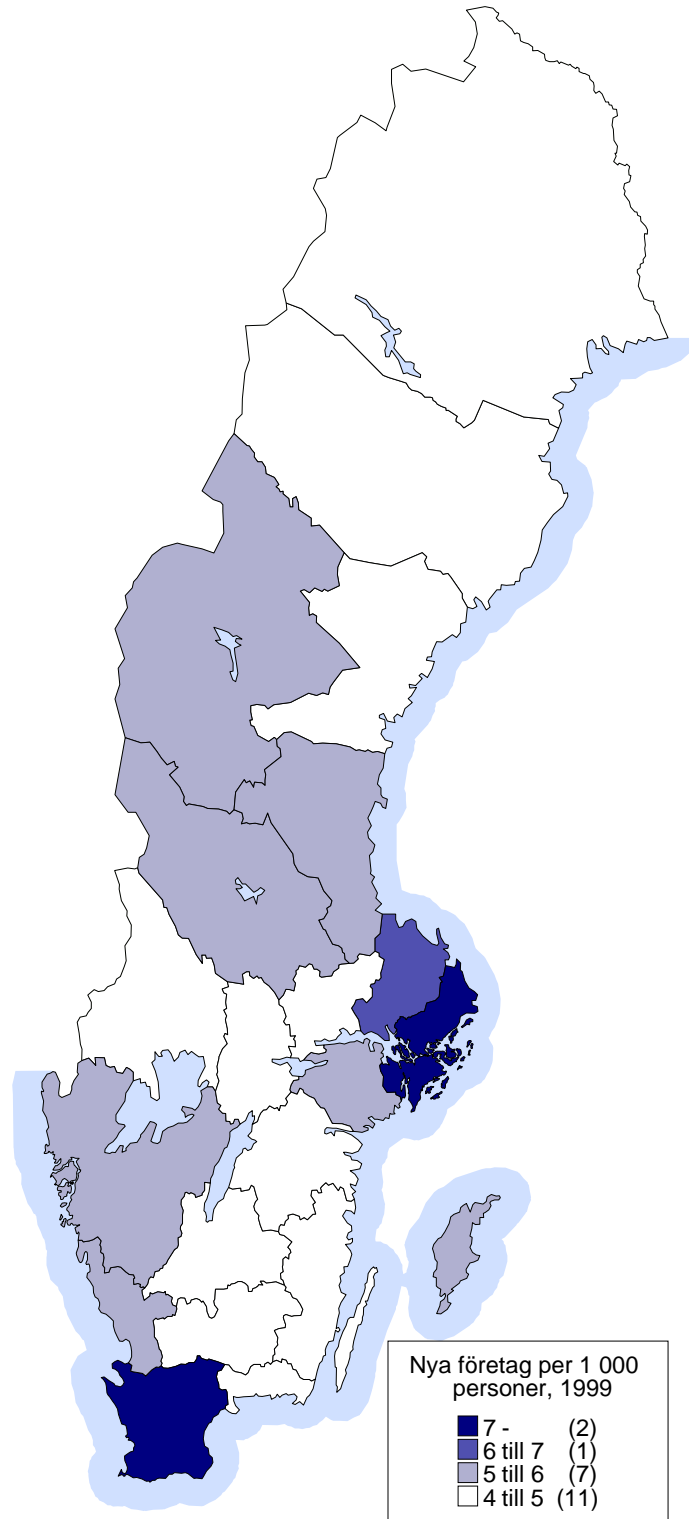 Nya företag per 1 000
personer, 1999
7 - (2)
6 till 7 (1)
5 till 6 (7)
4 till 5 (11)